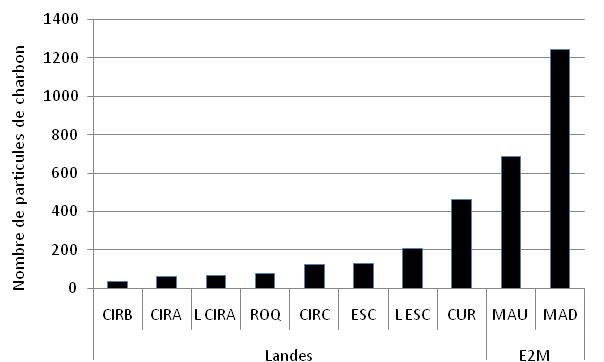 Nombre de particules de charbon
1400
1200
1000
800
600
400
200
0
CIRB CIRA L CIRA ROQ CIRC ESC L ESC CUR MAU MAD
Landes E2M